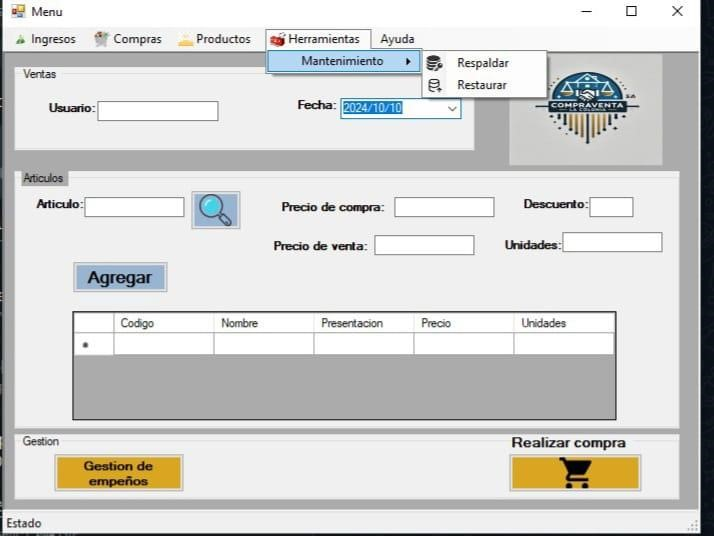 Menu
Ingresos Compras Productos Herramientas Ayuda
Mantenimiento
Respaldar
Restaurar
Ventas
Usuario:
Fecha: 2024/10/10
S.A
COMPRAVENTA
LA COLONIA
Articulos
Articulo:
Precio de compra:
Descuento:
Precio de venta:
Unidades:
Agregar
Codigo Nombre Presentacion Precio Unidades
*
Gestion
Gestion de
empeños
Realizar compra
Estado